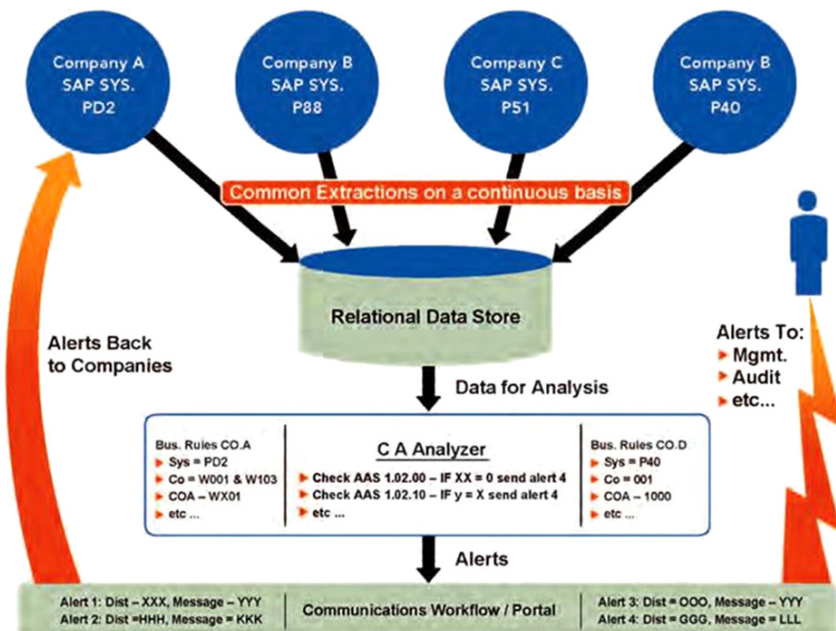 Company A
SAP SYS.
PD2
Company B
SAP SYS.
P88
Company C
SAP SYS.
P51
Company B
SAP SYS.
P40
Common Extractions on a continuous basis
Relational Data Store
Alerts Back
to Companies
Alerts To:
Mgmt.
Audit
etc...
Data for Analysis
Bus. Rules CO.A
Sys = PD2
Co = W001 & W103
COA – WX01
etc ...
C A Analyzer
Check AAS 1.02.00 – IF XX = 0 send alert 4
Check AAS 1.02.10 – IF y = X send alert 4
etc ...
Bus. Rules CO.D
Sys = P40
Co = 001
COA – 1000
etc ...
Alerts
Alert 1: Dist – XXX, Message – YYY
Alert 2: Dist =HHH, Message = KKK
Communications Workflow / Portal
Alert 3: Dist = OOO, Message – YYY
Alert 4: Dist = GGG, Message = LLL